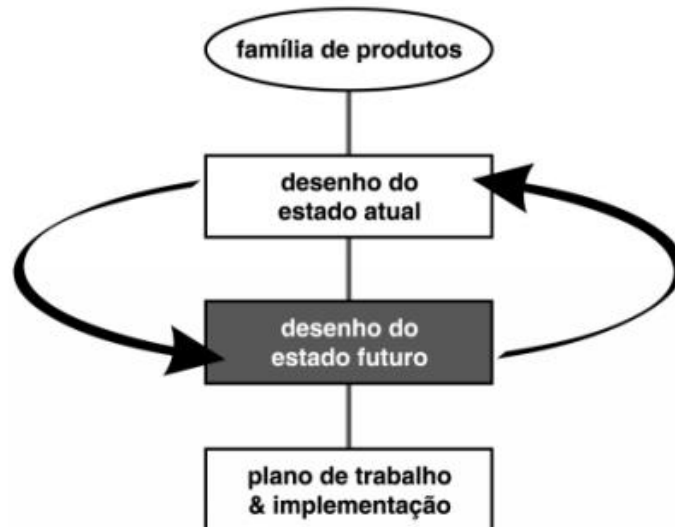 família de produtos
desenho do
estado atual
desenho do
estado futuro
plano de trabalho
& implementação